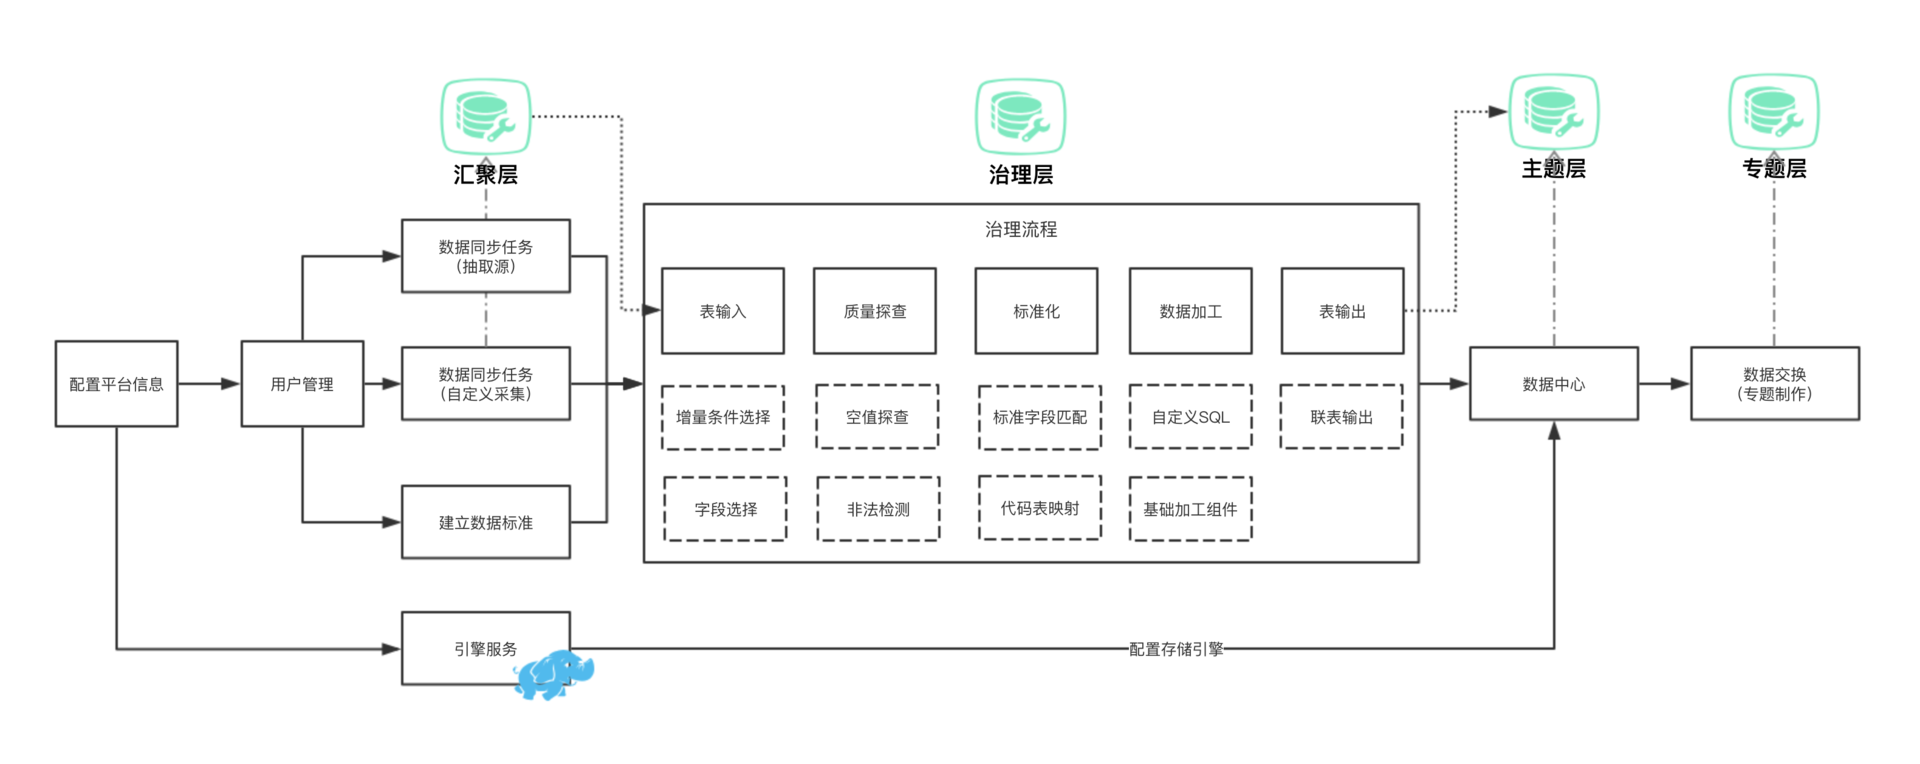 汇聚层
治理层
主题层
专题层
治理流程
数据同步任务
(抽取源)
表输入
质量探查
标准化
数据加工
表输出
配置平台信息
用户管理
数据同步任务
(自定义采集)
数据中心
数据交换
(专题制作)
增量条件选择
空值探查
标准字段匹配
自定义SQL
联表输出
建立数据标准
字段选择
非法检测
代码表映射
基础加工组件
引擎服务
配置存储引擎